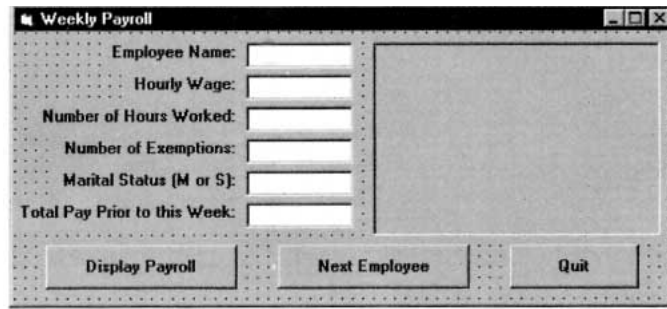 Weekly Payroll
Employee Name:
Hourly Wage:
Number of Hours Worked:
Number of Exemptions:
Marital Status (M or S):
Total Pay Prior to this Week:
Display Payroll Next Employee Quit